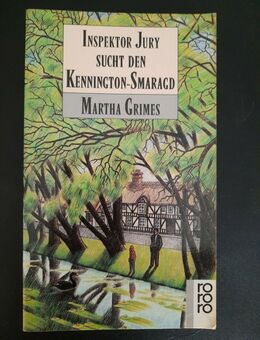 INSPEKTOR JURY
SUCHT DEN
KENNINGTON-SMARAGD
MARTHA GRIMES
ro
ro
ro